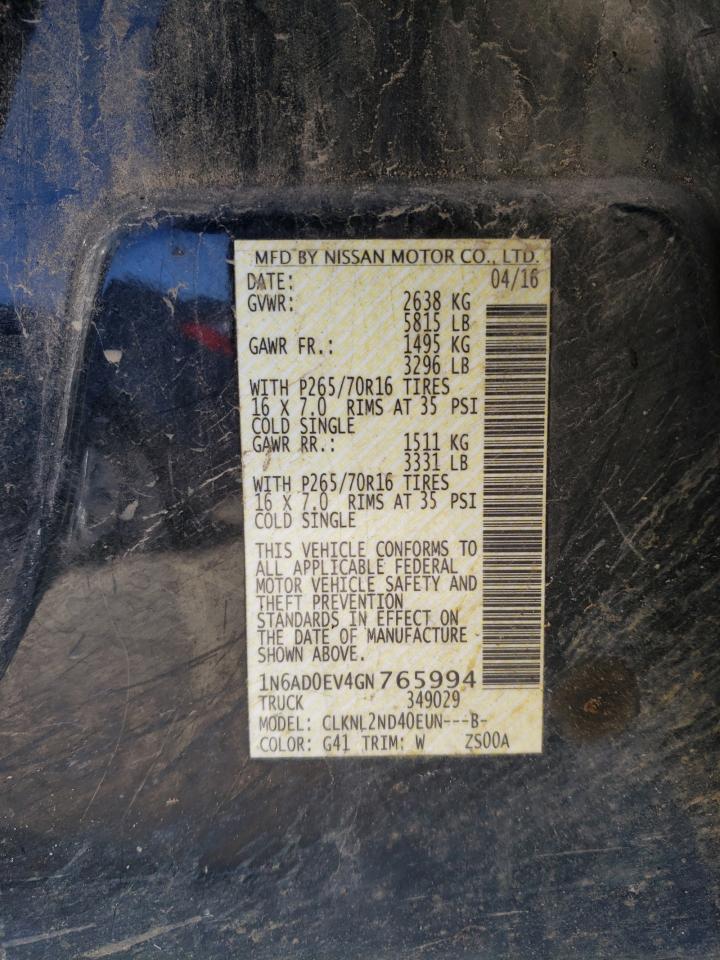 MFD BY NISSAN MOTOR CO., LTD.
DATE: 04/16
GVWR: 2638 KG
5815 LB
GAWR FR.: 1495 KG
3296 LB
WITH P265/70R16 TIRES
16 X 7.0 RIMS AT 35 PSI
COLD SINGLE
GAWR RR.: 1511 KG
3331 LB
WITH P265/70R16 TIRES
16 X 7.0 RIMS AT 35 PSI
COLD SINGLE
THIS VEHICLE CONFORMS TO
ALL APPLICABLE FEDERAL
MOTOR VEHICLE SAFETY AND
THEFT PREVENTION
STANDARDS IN EFFECT ON
THE DATE OF MANUFACTURE
SHOWN ABOVE.
1N6AD0EV4GN765994
TRUCK 349029
MODEL: CLKNL2ND40EUN---B-
COLOR: G41 TRIM: W ZS00A